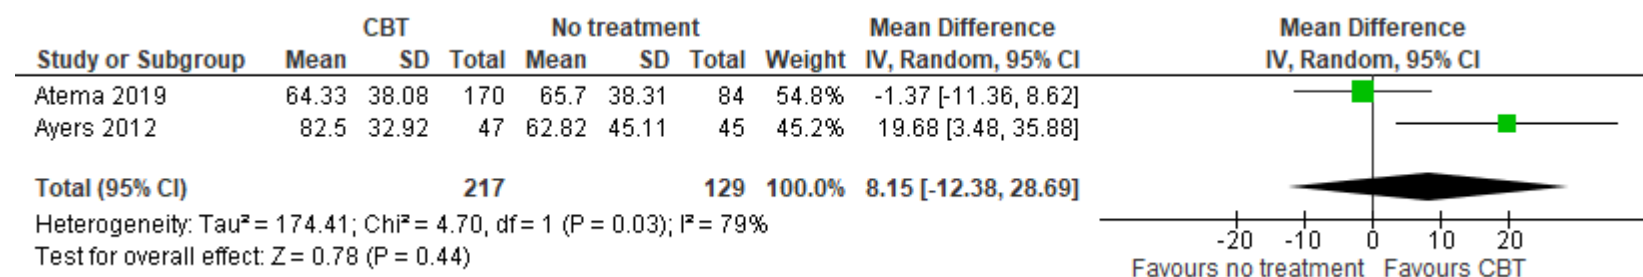 CBT No treatment Mean Difference Mean Difference
Study or Subgroup Mean SD Total Mean SD Total Weight IV, Random, 95% CI IV, Random, 95% CI
Atema 2019 64.33 38.08 170 65.7 38.31 84 54.8% -1.37 [-11.36, 8.62]
Ayers 2012 82.5 32.92 47 62.82 45.11 45 45.2% 19.68 [3.48, 35.88]
Total (95% CI) 217 129 100.0% 8.15 [-12.38, 28.69]
Heterogeneity: Tau² = 174.41; Chi² = 4.70, df = 1 (P = 0.03); I² = 79%
Test for overall effect: Z = 0.78 (P = 0.44)
-20 -10 0 10 20
Favours no treatment Favours CBT